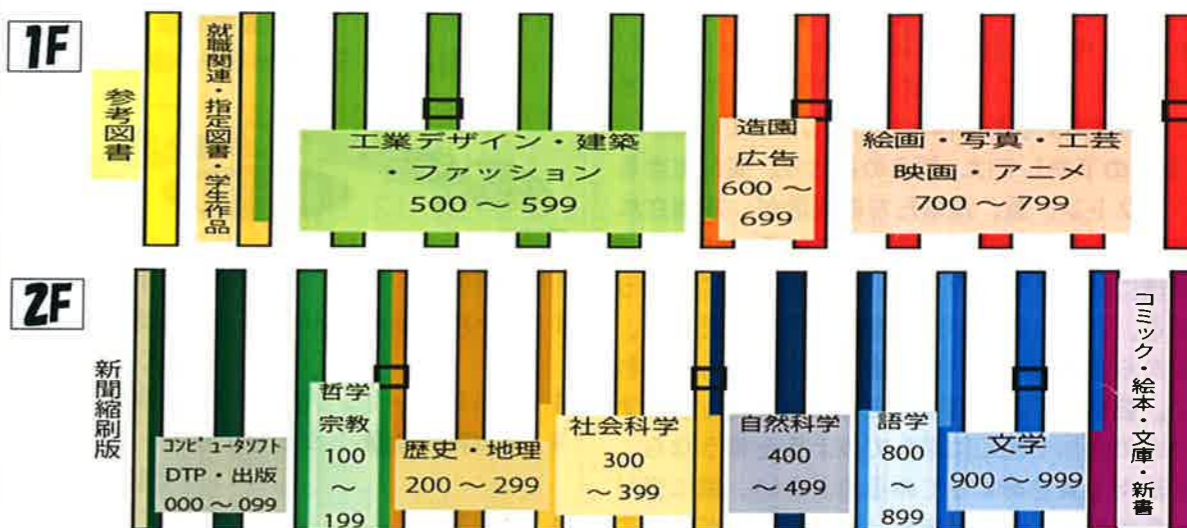 1F
参考図書
就職関連・指定図書・学生作品
工業デザイン・建築
・ファッション
500 ～ 599
造園
広告
600 ～
699
絵画・写真・工芸
映画・アニメ
700 ～ 799
2F
新聞縮刷版
コンピュータソフト
DTP・出版
000 ～ 099
哲学
宗教
100
～
199
歴史・地理
200 ～ 299
社会科学
300
～ 399
自然科学
400
～ 499
語学
800
～
899
文学
900 ～ 999
コミック・絵本・文庫・新書